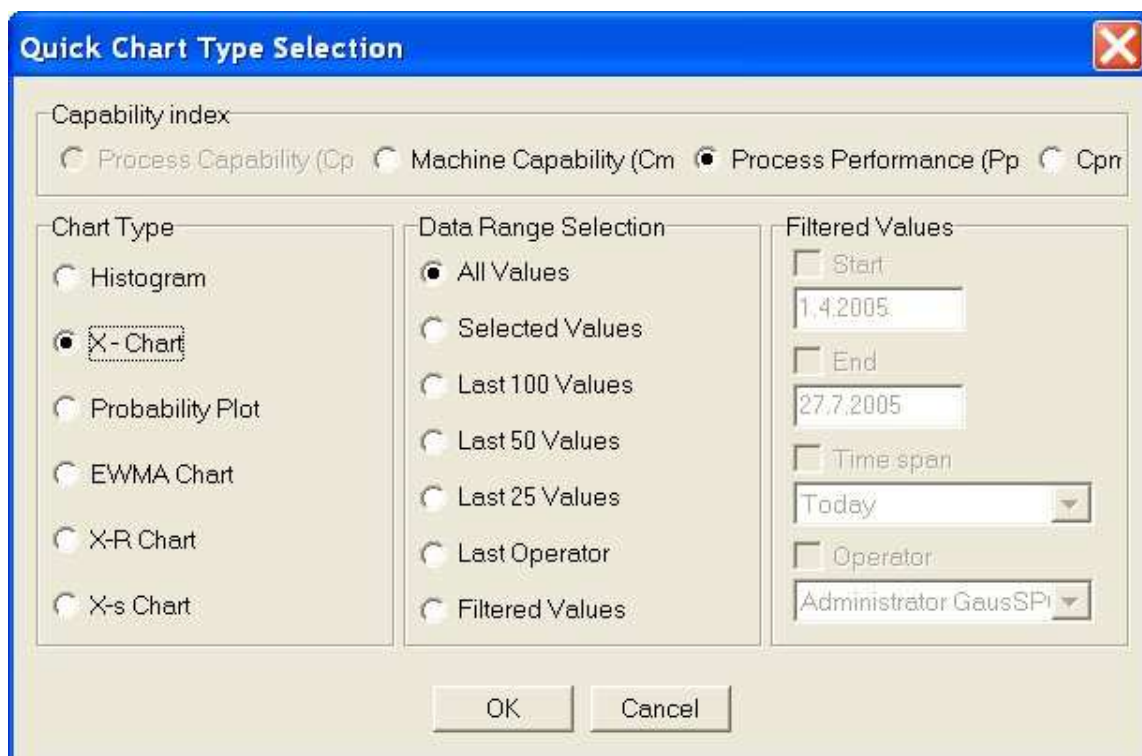 Quick Chart Type Selection
Capability index
Process Capability (Cp
Machine Capability (Cm
Process Performance (Pp
Cpm
Chart Type
Histogram
X - Chart
Probability Plot
EWMA Chart
X-R Chart
X-s Chart
Data Range Selection
All Values
Selected Values
Last 100 Values
Last 50 Values
Last 25 Values
Last Operator
Filtered Values
Filtered Values
Start
1.4.2005
End
27.7.2005
Time span
Today
Operator
Administrator GausSP
OK
Cancel